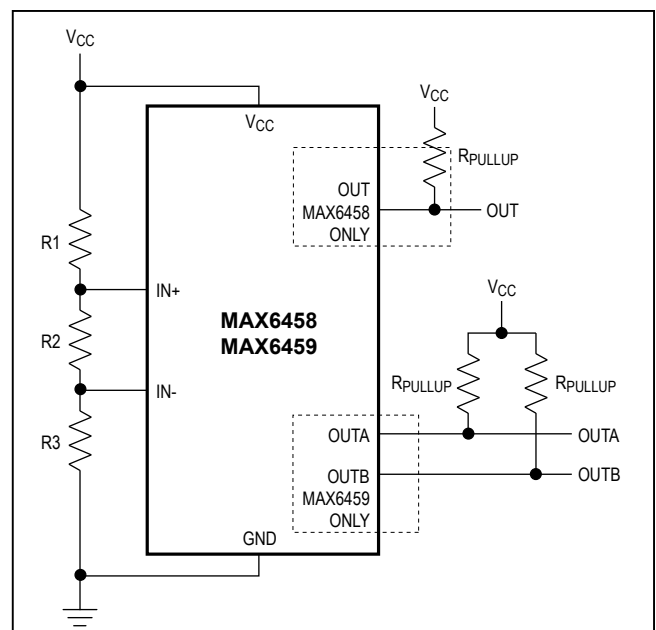 VCC
VCC
VCC
RPULLUP
OUT
MAX6458
ONLY
OUT
R1
IN+
MAX6458
MAX6459
R2
IN-
R3
VCC
RPULLUP
RPULLUP
OUTA
OUTA
OUTB
OUTB
MAX6459
ONLY
GND